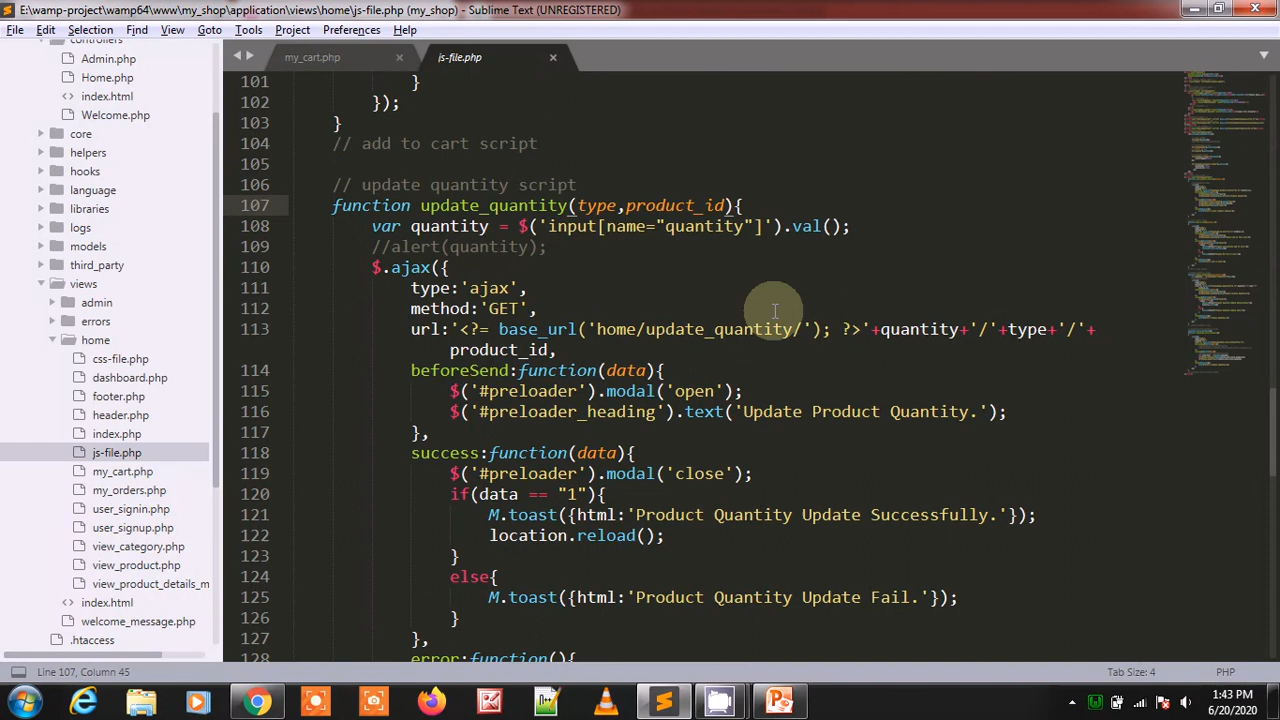 E:\wamp-project\wamp64\www\my_shop\application\views\home\js-file.php (my_shop) - Sublime Text (UNREGISTERED)
File Edit Selection Find View Goto Tools Project Preferences Help
controllers
Admin.php
Home.php
index.html
Welcome.php
core
helpers
hooks
language
libraries
logs
models
third_party
views
admin
errors
home
css-file.php
dashboard.php
footer.php
header.php
index.php
js-file.php
my_cart.php
my_orders.php
user_signin.php
user_signup.php
view_category.php
view_product.php
view_product_details_m
index.html
welcome_message.php
.htaccess
my_cart.php
js-file.php
101 }
102 });
103 }
104 // add to cart script
105
106 // update quantity script
107 function update_quantity(type,product_id){
108 var quantity = $('input[name="quantity"]').val();
109 //alert(quantity);
110 $.ajax({
111 type:'ajax',
112 method:'GET',
113 url:'<?= base_url('home/update_quantity/'); ?>'+quantity+'/'+type+'/'+
product_id,
114 beforeSend:function(data){
115 $('#preloader').modal('open');
116 $('#preloader_heading').text('Update Product Quantity.');
117 },
118 success:function(data){
119 $('#preloader').modal('close');
120 if(data == "1"){
121 M.toast({html:'Product Quantity Update Successfully.'});
122 location.reload();
123 }
124 else{
125 M.toast({html:'Product Quantity Update Fail.'});
126 }
127 },
128 error:function(){
Line 107, Column 45
Tab Size: 4
PHP
1:43 PM
6/20/2020